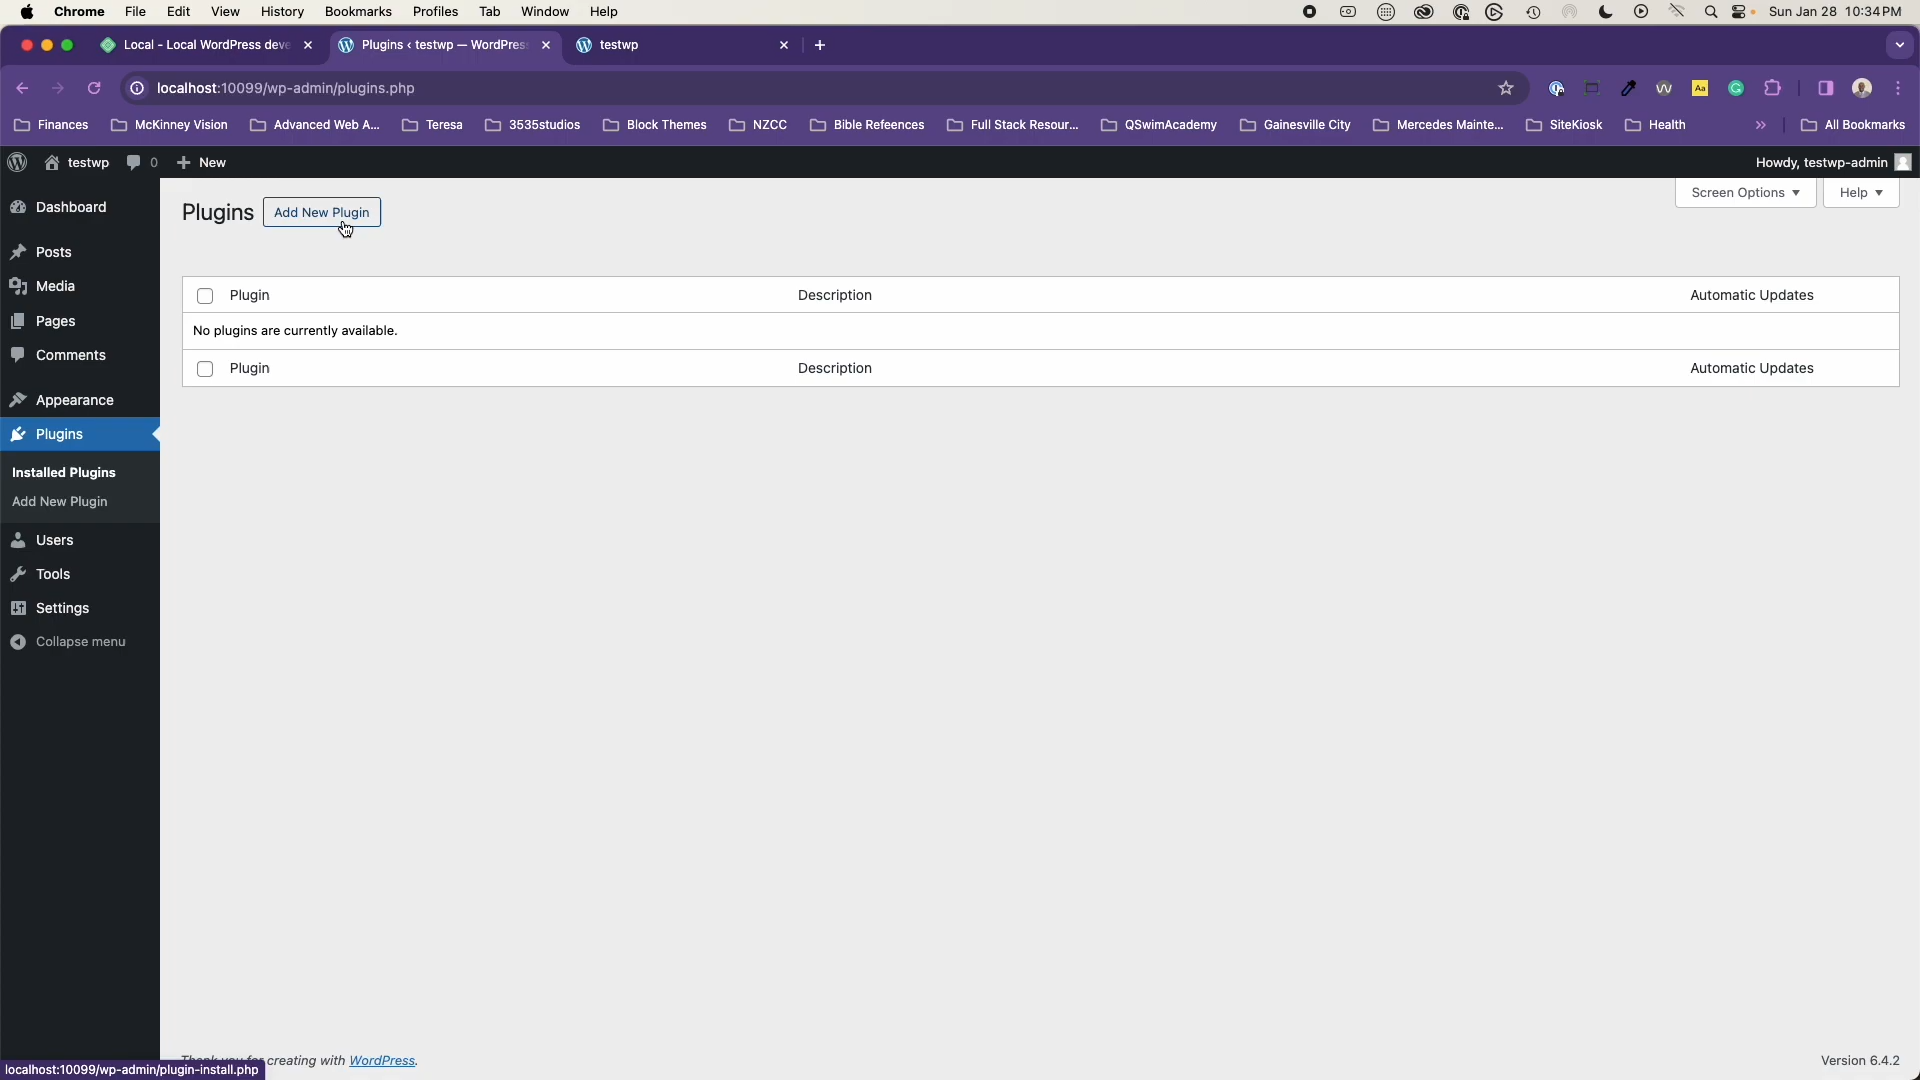 Chrome File Edit View History Bookmarks Profiles Tab Window Help Sun Jan 28 10:34 PM
Local - Local WordPress deve Plugins ‹ testwp — WordPres testwp
localhost:10099/wp-admin/plugins.php
Finances McKinney Vision Advanced Web A... Teresa 3535studios Block Themes NZCC Bible Refeences Full Stack Resour... QSwimAcademy Gainesville City Mercedes Mainte... SiteKiosk Health » All Bookmarks
testwp 0 New Howdy, testwp-admin
Dashboard
Posts
Media
Pages
Comments
Appearance
Plugins
Installed Plugins
Add New Plugin
Users
Tools
Settings
Collapse menu
Screen Options Help
Plugins Add New Plugin
Plugin Description Automatic Updates
No plugins are currently available.
Plugin Description Automatic Updates
Thank you for creating with WordPress.
Version 6.4.2
localhost:10099/wp-admin/plugin-install.php